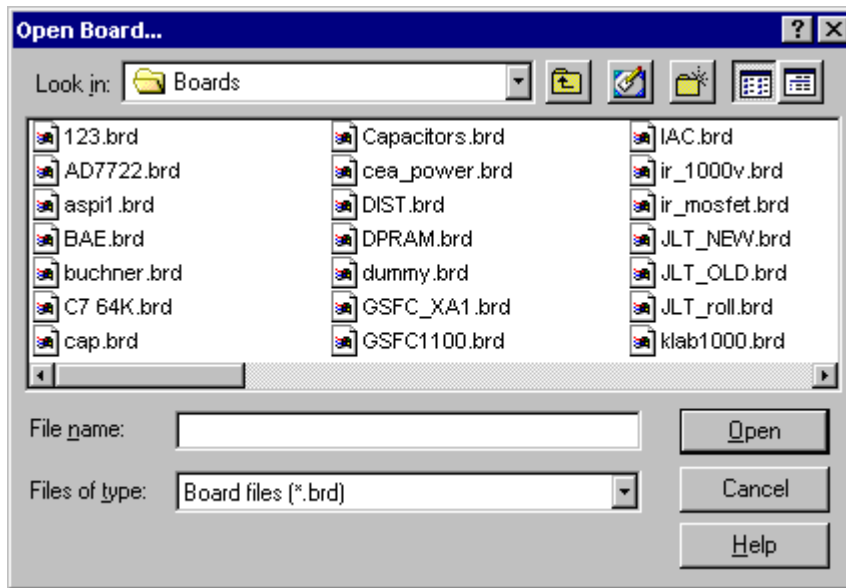 Open Board...
Look in: Boards
123.brd
AD7722.brd
aspi1.brd
BAE.brd
buchner.brd
C7 64K.brd
cap.brd
Capacitors.brd
cea_power.brd
DIST.brd
DPRAM.brd
dummy.brd
GSFC_XA1.brd
GSFC1100.brd
IAC.brd
ir_1000v.brd
ir_mosfet.brd
JLT_NEW.brd
JLT_OLD.brd
JLT_roll.brd
klab1000.brd
File name:
Open
Files of type: Board files (*.brd)
Cancel
Help